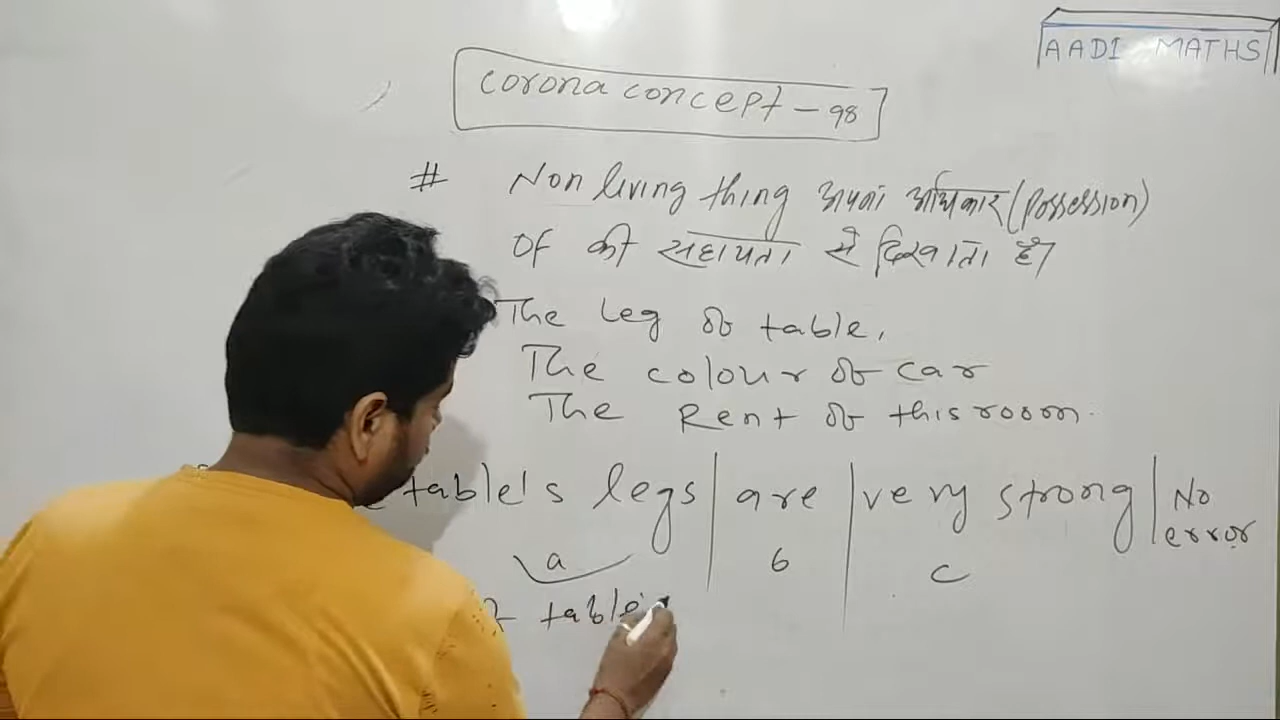 AADI MATHS
corona concept - 98
# Non living thing अपना अधिकार (Possession)
OF की सहायता से दिखाता है।
The leg of table,
The colour of car
The Rent of this room.
table's legs | are | very strong | No error
a b c
table